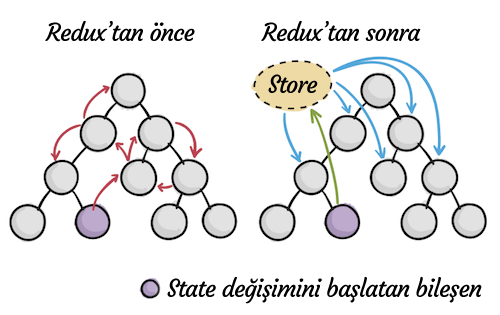 Redux'tan önce
Redux'tan sonra
Store
State değişimini başlatan bileşen